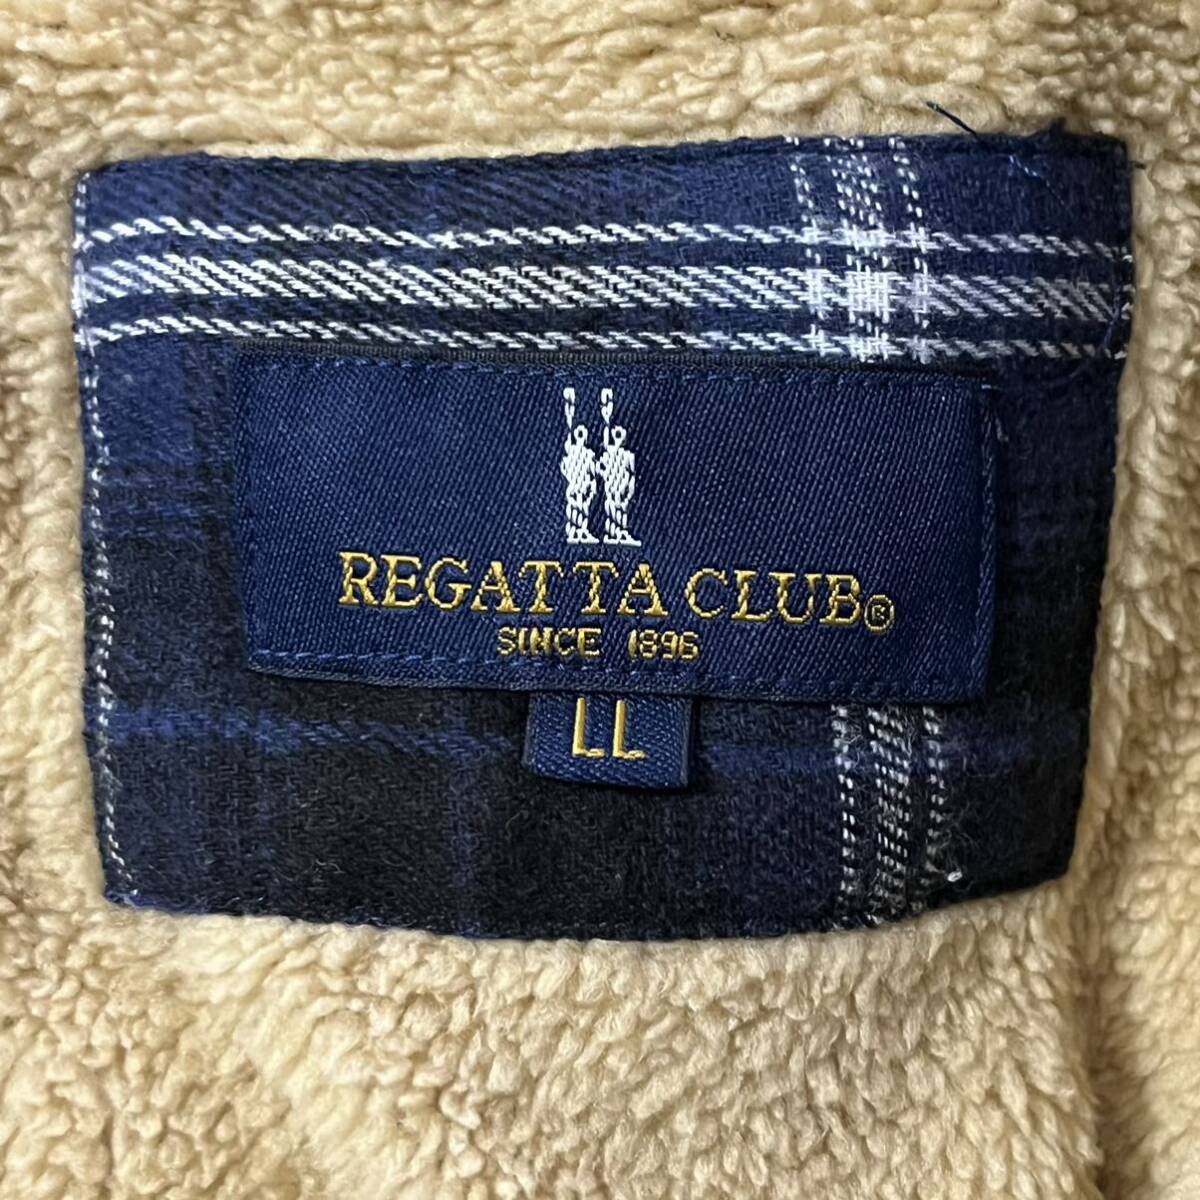 REGATTA CLUB®
SINCE 1896
LL